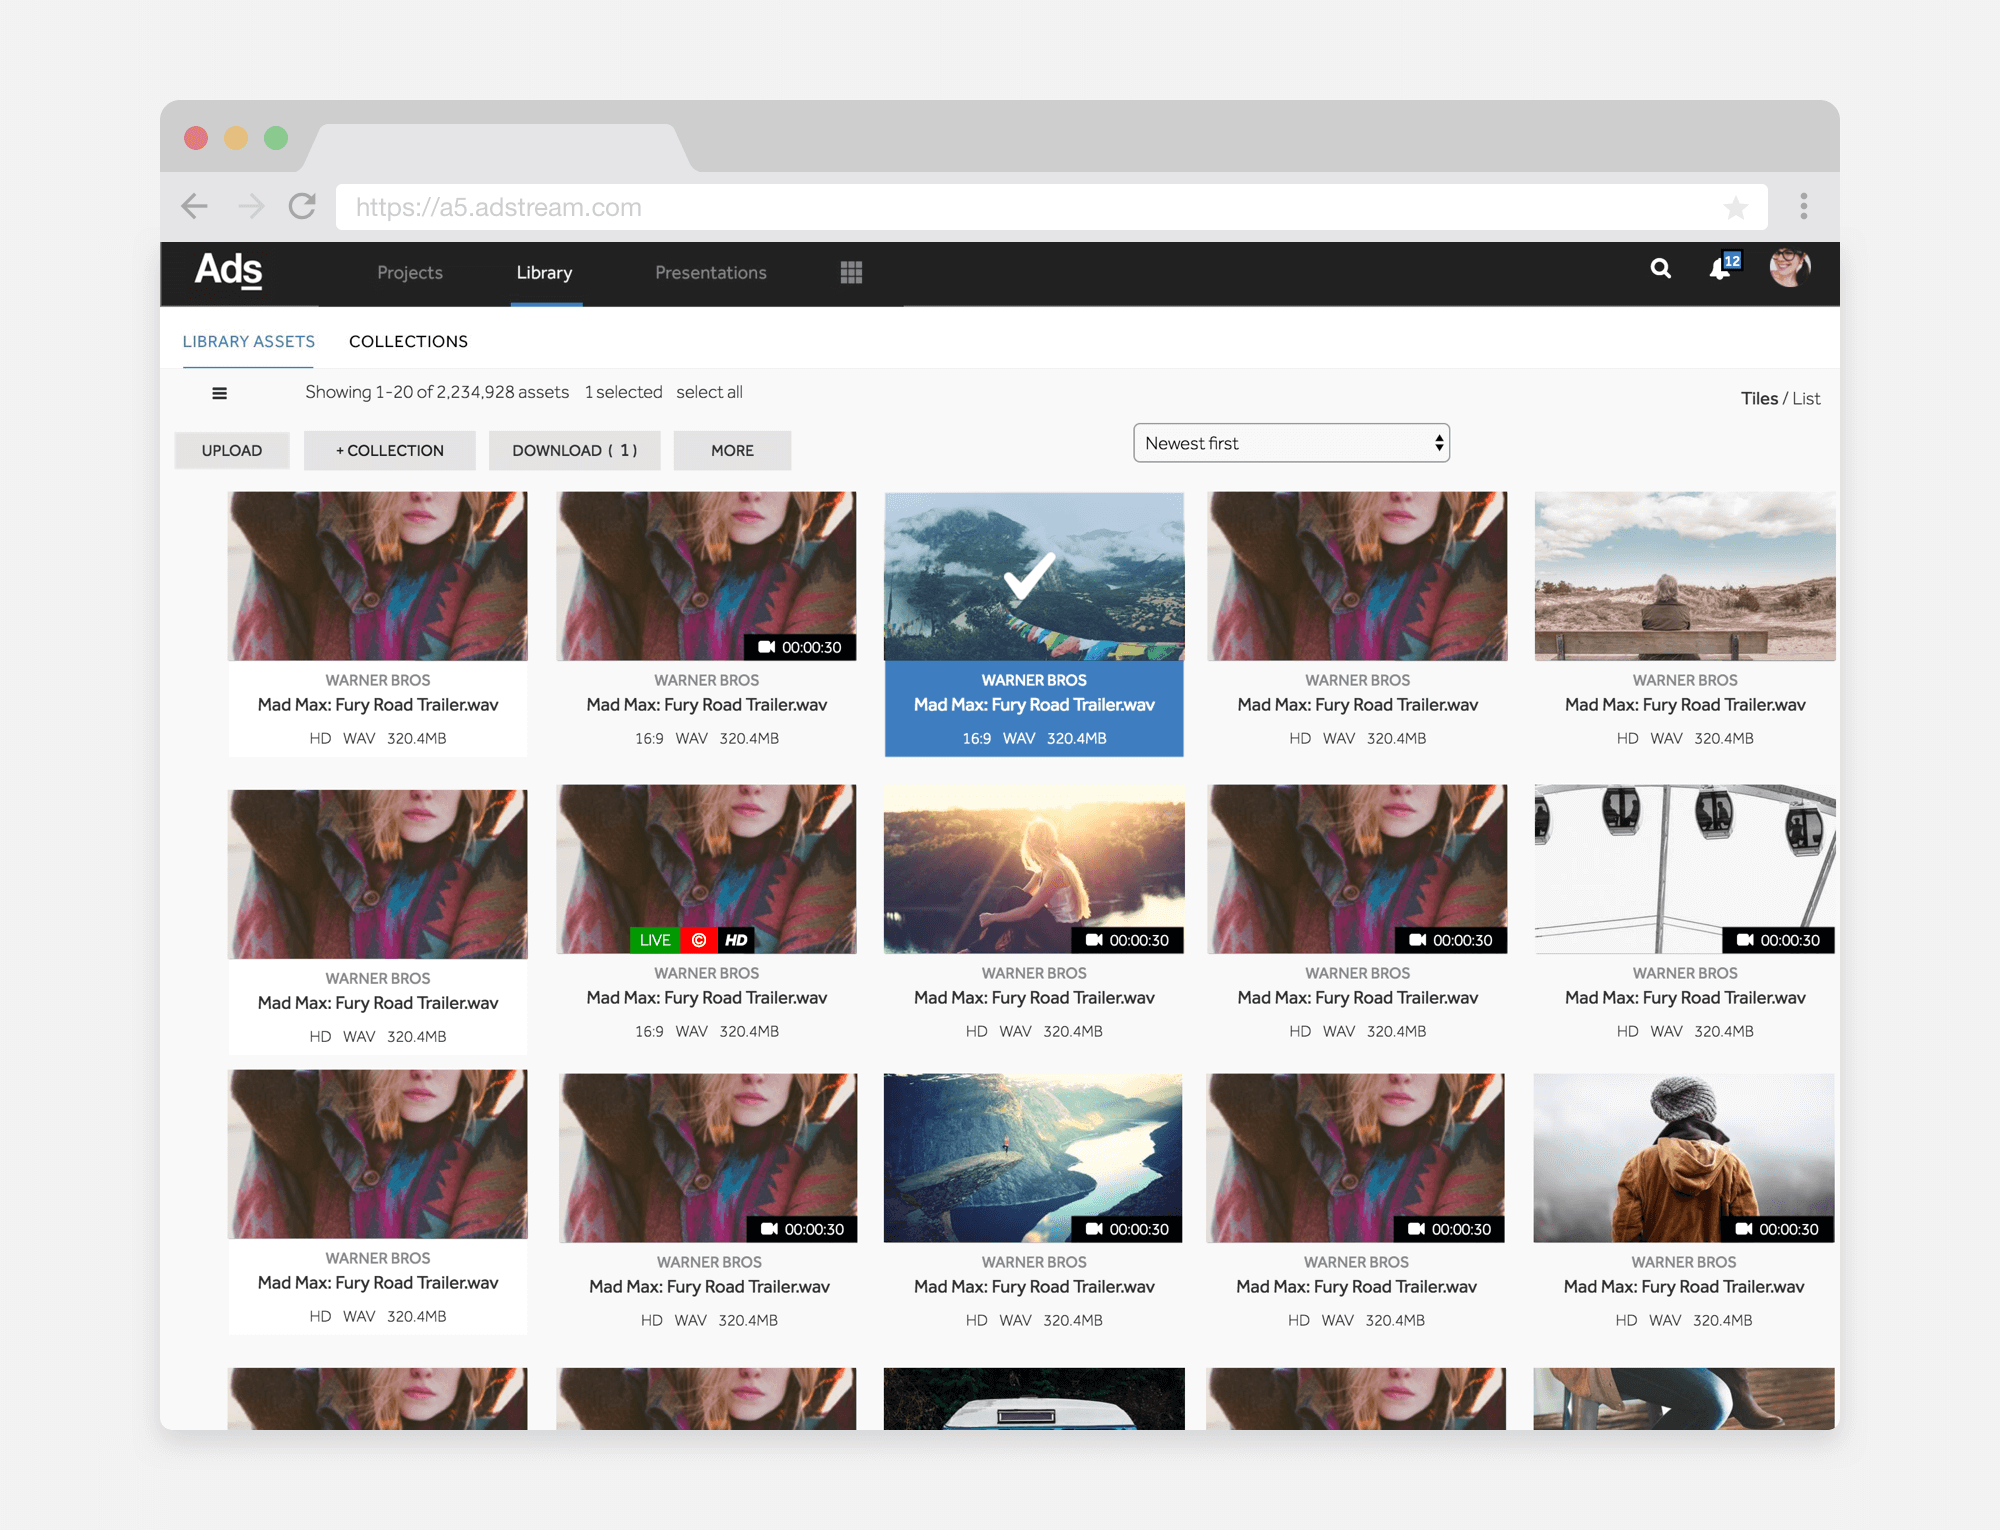 https://a5.adstream.com
Ads
Projects
Library
Presentations
12
LIBRARY ASSETS
COLLECTIONS
Showing 1-20 of 2,234,928 assets 1 selected select all
Tiles / List
UPLOAD
+ COLLECTION
DOWNLOAD ( 1 )
MORE
Newest first
00:00:30
WARNER BROS
Mad Max: Fury Road Trailer.wav
HD WAV 320.4MB
WARNER BROS
Mad Max: Fury Road Trailer.wav
16:9 WAV 320.4MB
WARNER BROS
Mad Max: Fury Road Trailer.wav
16:9 WAV 320.4MB
WARNER BROS
Mad Max: Fury Road Trailer.wav
HD WAV 320.4MB
WARNER BROS
Mad Max: Fury Road Trailer.wav
HD WAV 320.4MB
LIVE © HD
00:00:30
00:00:30
00:00:30
WARNER BROS
Mad Max: Fury Road Trailer.wav
HD WAV 320.4MB
WARNER BROS
Mad Max: Fury Road Trailer.wav
16:9 WAV 320.4MB
WARNER BROS
Mad Max: Fury Road Trailer.wav
HD WAV 320.4MB
WARNER BROS
Mad Max: Fury Road Trailer.wav
HD WAV 320.4MB
WARNER BROS
Mad Max: Fury Road Trailer.wav
HD WAV 320.4MB
00:00:30
00:00:30
00:00:30
00:00:30
WARNER BROS
Mad Max: Fury Road Trailer.wav
HD WAV 320.4MB
WARNER BROS
Mad Max: Fury Road Trailer.wav
HD WAV 320.4MB
WARNER BROS
Mad Max: Fury Road Trailer.wav
HD WAV 320.4MB
WARNER BROS
Mad Max: Fury Road Trailer.wav
HD WAV 320.4MB
WARNER BROS
Mad Max: Fury Road Trailer.wav
HD WAV 320.4MB